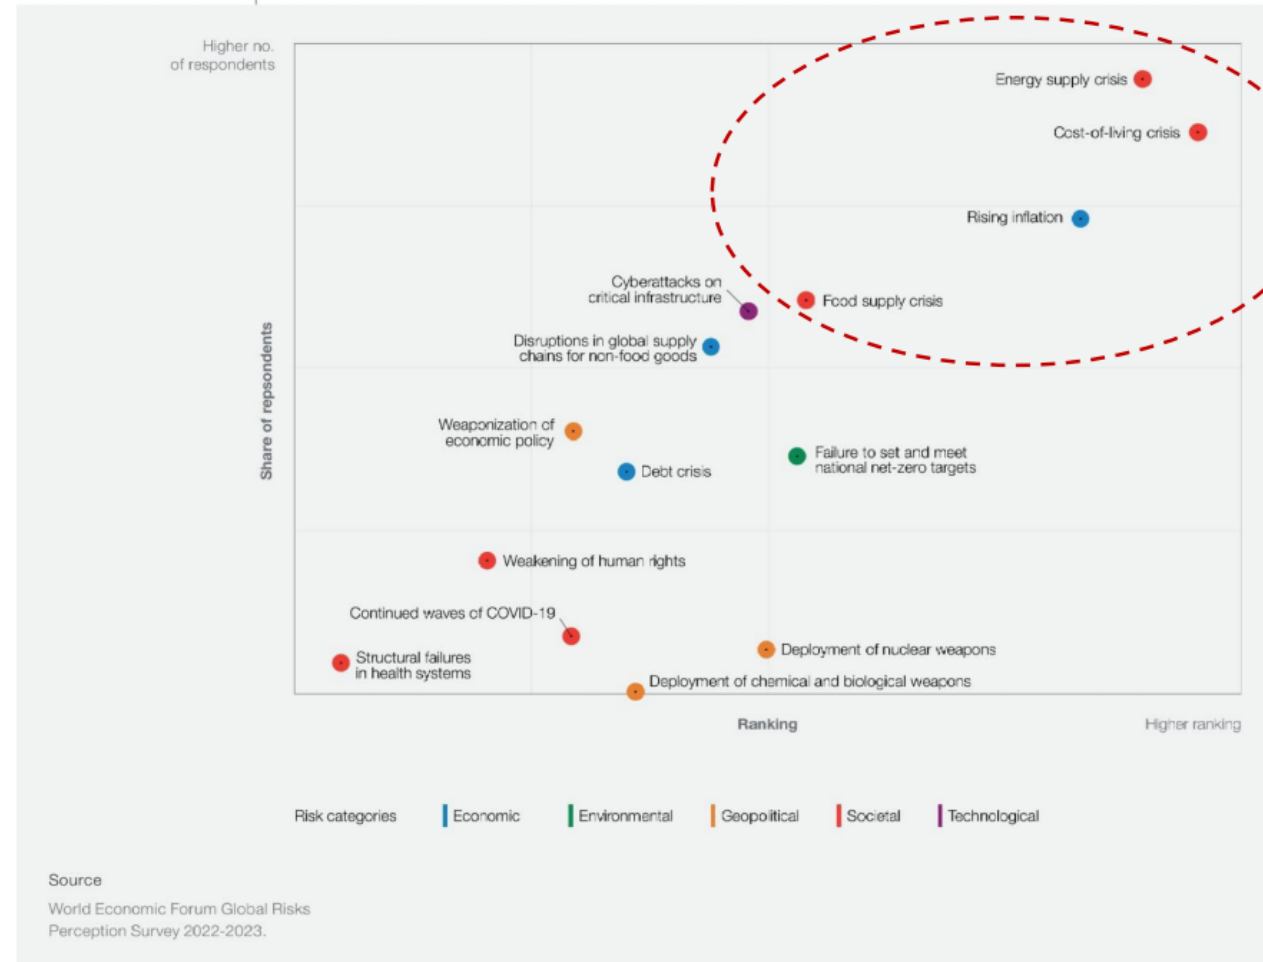 Higher no.
of respondents
Energy supply crisis
Cost-of-living crisis
Rising inflation
Cyberattacks on
critical infrastructure
Food supply crisis
Disruptions in global supply
chains for non-food goods
Share of repsondents
Weaponization of
economic policy
Failure to set and meet
national net-zero targets
Debt crisis
Weakening of human rights
Continued waves of COVID-19
Structural failures
in health systems
Deployment of nuclear weapons
Deployment of chemical and biological weapons
Ranking
Higher ranking
Risk categories
Economic
Environmental
Geopolitical
Societal
Technological
Source
World Economic Forum Global Risks
Perception Survey 2022-2023.